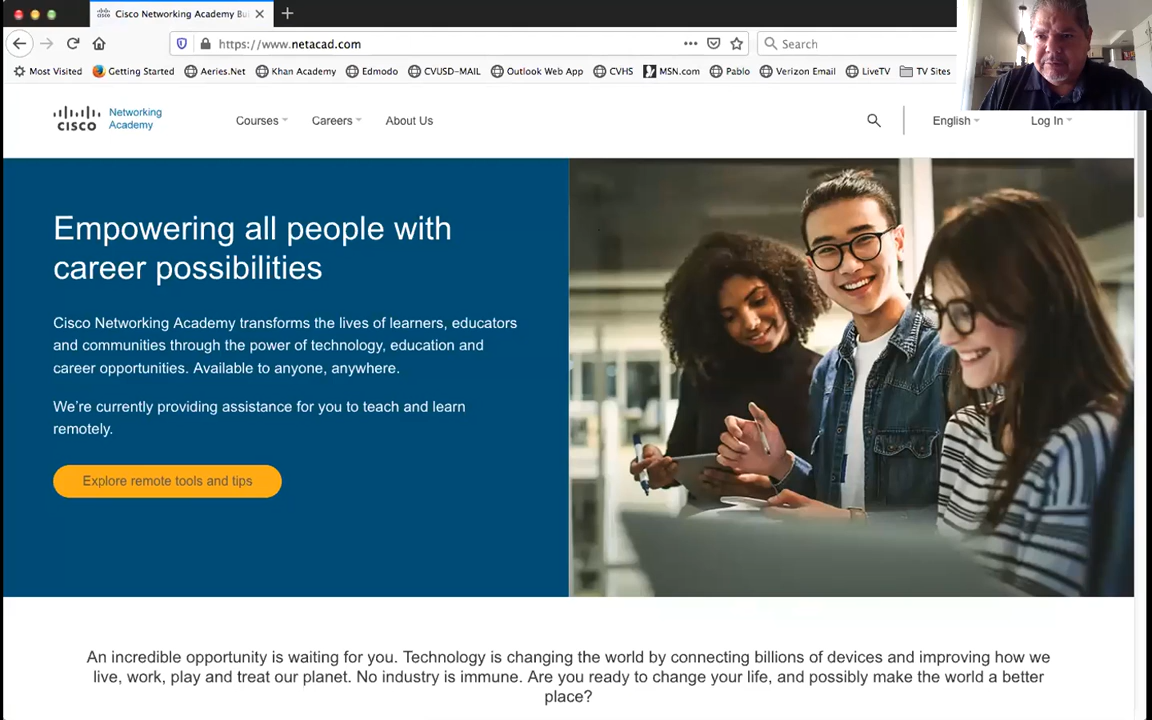 Cisco Networking Academy Bui
https://www.netacad.com
Search
Most Visited Getting Started Aeries.Net Khan Academy Edmodo CVUSD-MAIL Outlook Web App CVHS MSN.com Pablo Verizon Email LiveTV TV Sites
CISCO
Networking
Academy
Courses Careers About Us
English Log In
Empowering all people with
career possibilities
Cisco Networking Academy transforms the lives of learners, educators
and communities through the power of technology, education and
career opportunities. Available to anyone, anywhere.
We're currently providing assistance for you to teach and learn
remotely.
Explore remote tools and tips
An incredible opportunity is waiting for you. Technology is changing the world by connecting billions of devices and improving how we
live, work, play and treat our planet. No industry is immune. Are you ready to change your life, and possibly make the world a better
place?